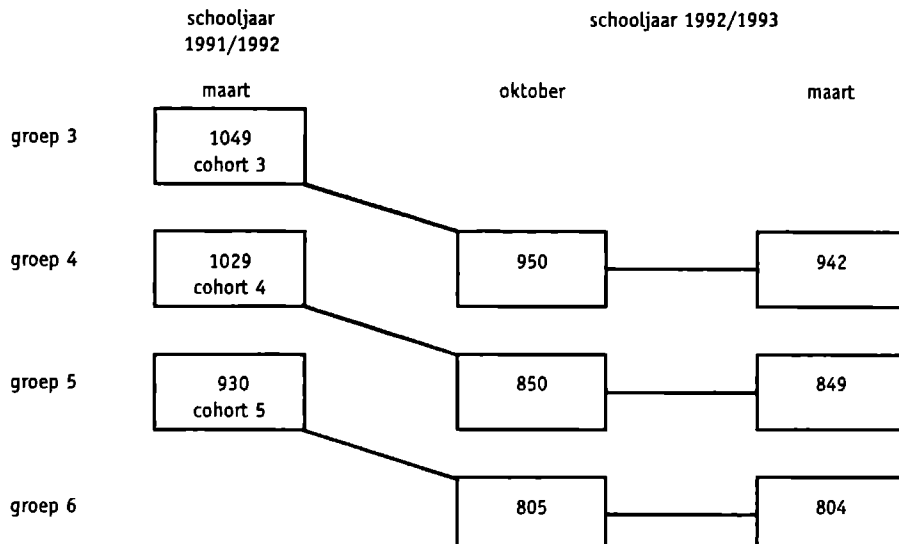 schooljaar
1991/1992
schooljaar 1992/1993
maart
oktober
maart
groep 3
1049
cohort 3
groep 4
1029
cohort 4
950
942
groep 5
930
cohort 5
850
849
groep 6
805
804